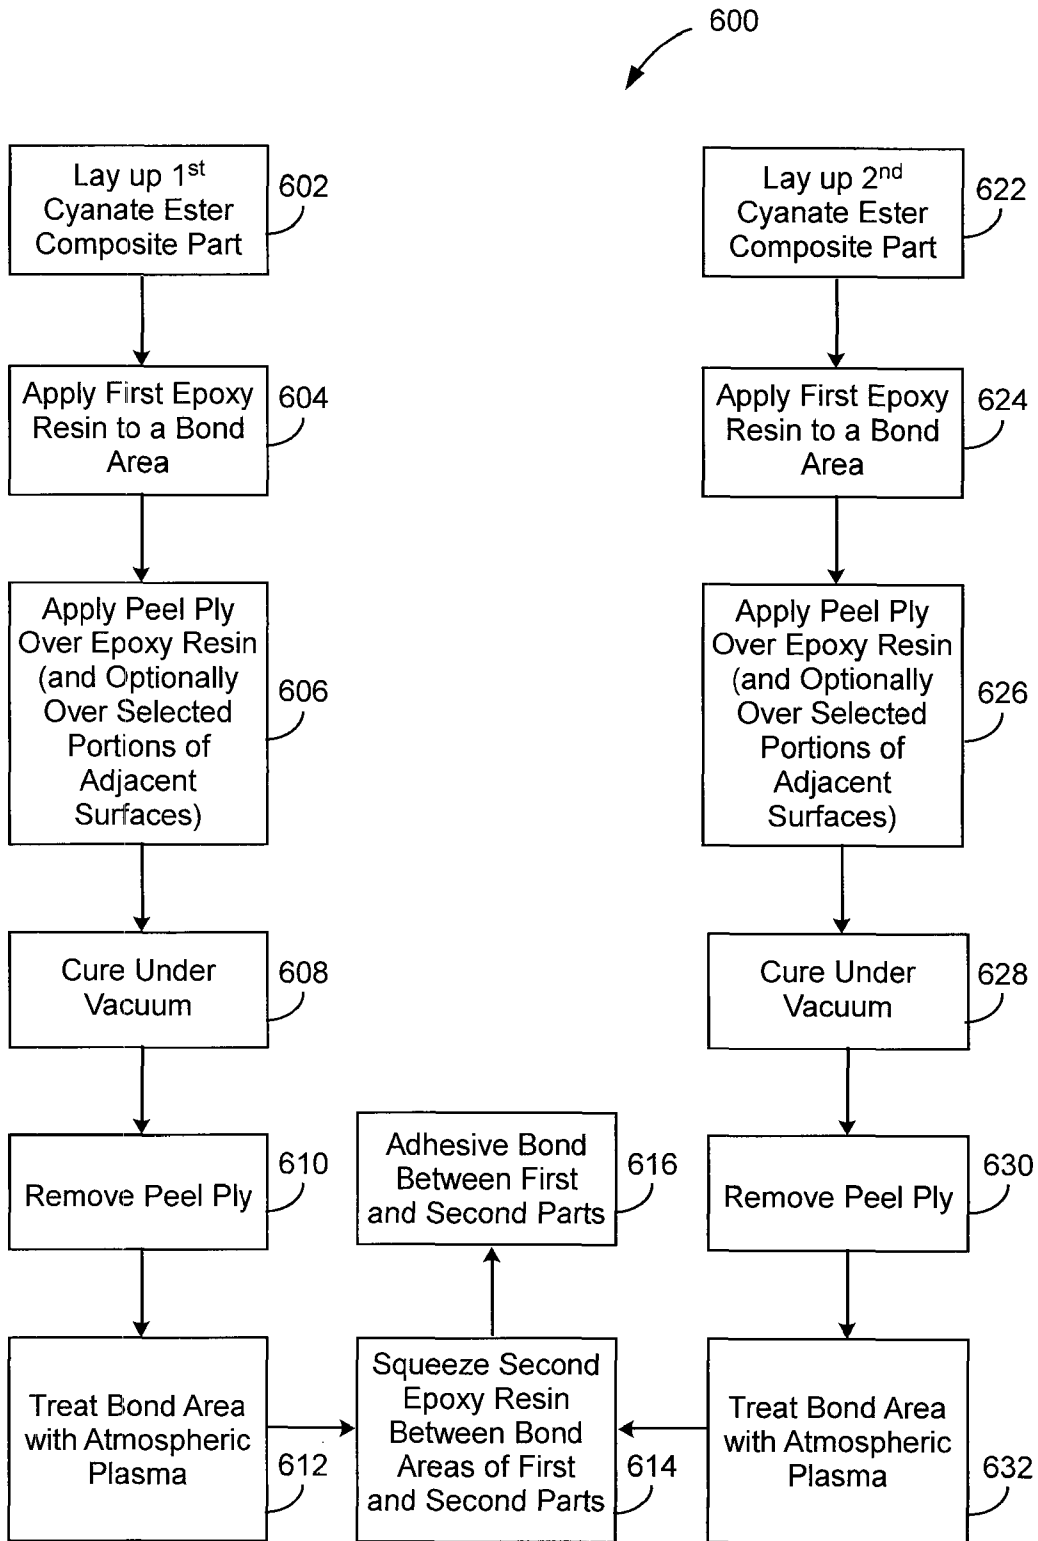 600
Lay up 1st
Cyanate Ester
Composite Part
602
Apply First Epoxy
Resin to a Bond
Area
604
Apply Peel Ply
Over Epoxy Resin
(and Optionally
Over Selected
Portions of
Adjacent
Surfaces)
606
Cure Under
Vacuum
608
Remove Peel Ply
610
Treat Bond Area
with Atmospheric
Plasma
612
Lay up 2nd
Cyanate Ester
Composite Part
622
Apply First Epoxy
Resin to a Bond
Area
624
Apply Peel Ply
Over Epoxy Resin
(and Optionally
Over Selected
Portions of
Adjacent
Surfaces)
626
Cure Under
Vacuum
628
Remove Peel Ply
630
Treat Bond Area
with Atmospheric
Plasma
632
Squeeze Second
Epoxy Resin
Between Bond
Areas of First
and Second Parts
614
Adhesive Bond
Between First
and Second Parts
616